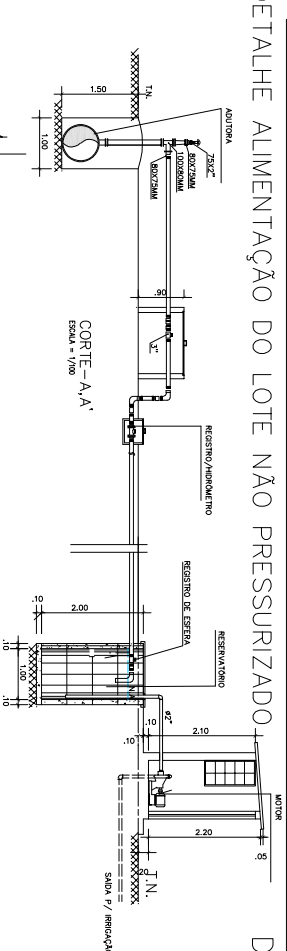 DETALHE ALIMENTAÇÃO DO LOTE NÃO PRESSURIZADO
D
T.N.
1.50
1.00
ADUTORA
75X2"
80X75MM
100X80MM
80X75MM
.90
3"
CORTE-A,A'
ESCALA = 1/100
REGISTRO/HIDRÔMETRO
REGISTRO DE ESFERA
RESERVATÓRIO
2.00
.10
.10
1.00
.10
N.A
ø2"
.10
.10
2.10
MOTOR
2.20
.05
.20
T.N.
SAÍDA P/ IRRIGAÇÃO